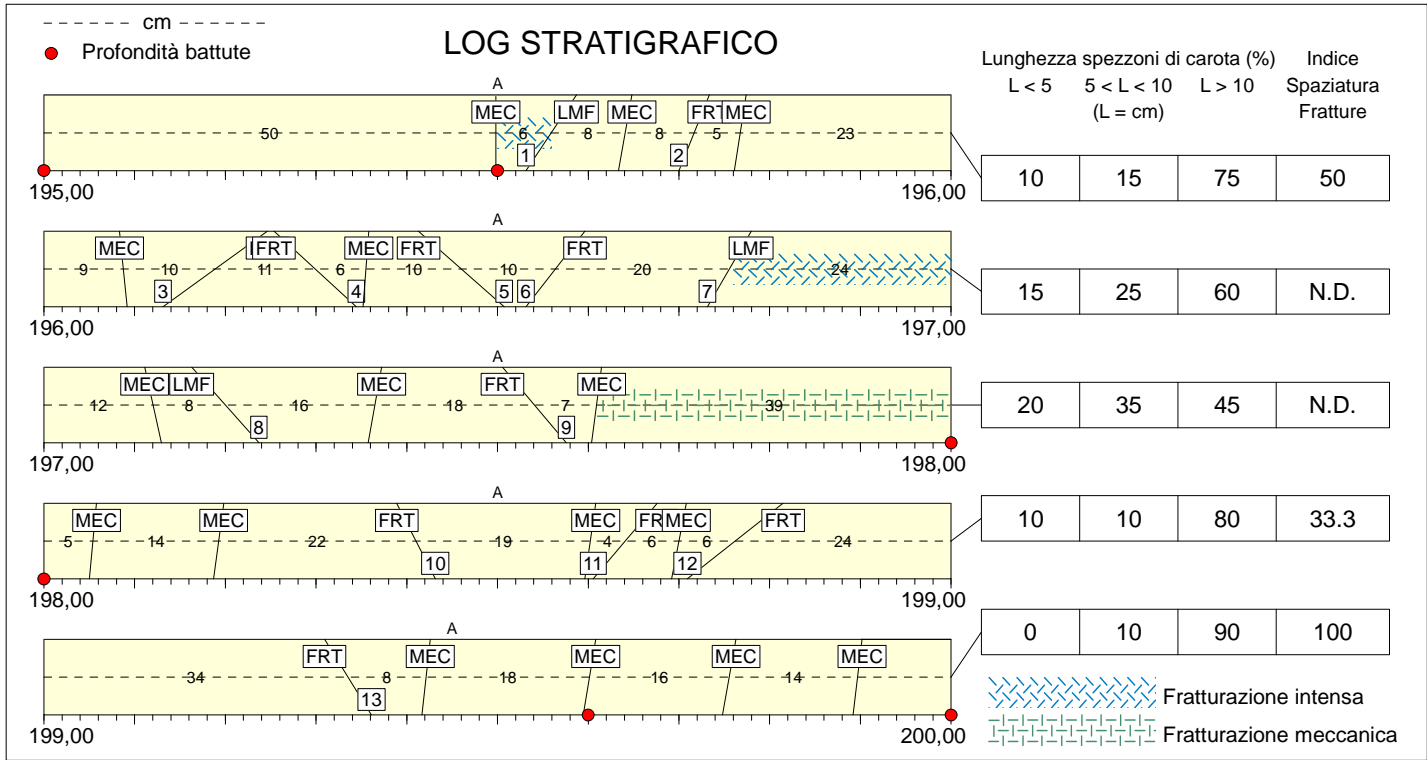 cm
Profondità battute
LOG STRATIGRAFICO
Lunghezza spezzoni di carota (%) Indice
L < 5 5 < L < 10 L > 10 Spaziatura
(L = cm) Fratture
A
MEC LMF MEC FRT MEC
50 6 8 8 5 23
1 2
195,00 196,00
10 15 75 50
A
MEC FRT MEC FRT FRT LMF
9 10 11 6 10 10 20 24
3 4 5 6 7
196,00 197,00
15 25 60 N.D.
A
MEC LMF MEC FRT MEC
12 8 16 18 7 39
8 9
197,00 198,00
20 35 45 N.D.
A
MEC MEC FRT MEC FR MEC FRT
5 14 22 19 4 6 6 24
10 11 12
198,00 199,00
10 10 80 33.3
A
FRT MEC MEC MEC MEC
34 8 18 16 14
13
199,00 200,00
0 10 90 100
Fratturazione intensa
Fratturazione meccanica